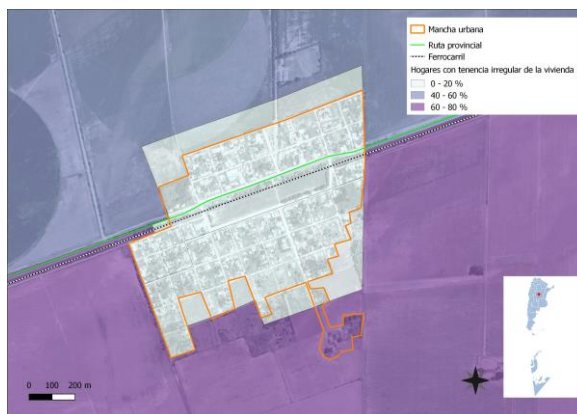 Mancha urbana
Ruta provincial
Ferrocarril
Hogares con tenencia irregular de la vivienda
0 - 20 %
40 - 60 %
60 - 80 %
0 100 200 m